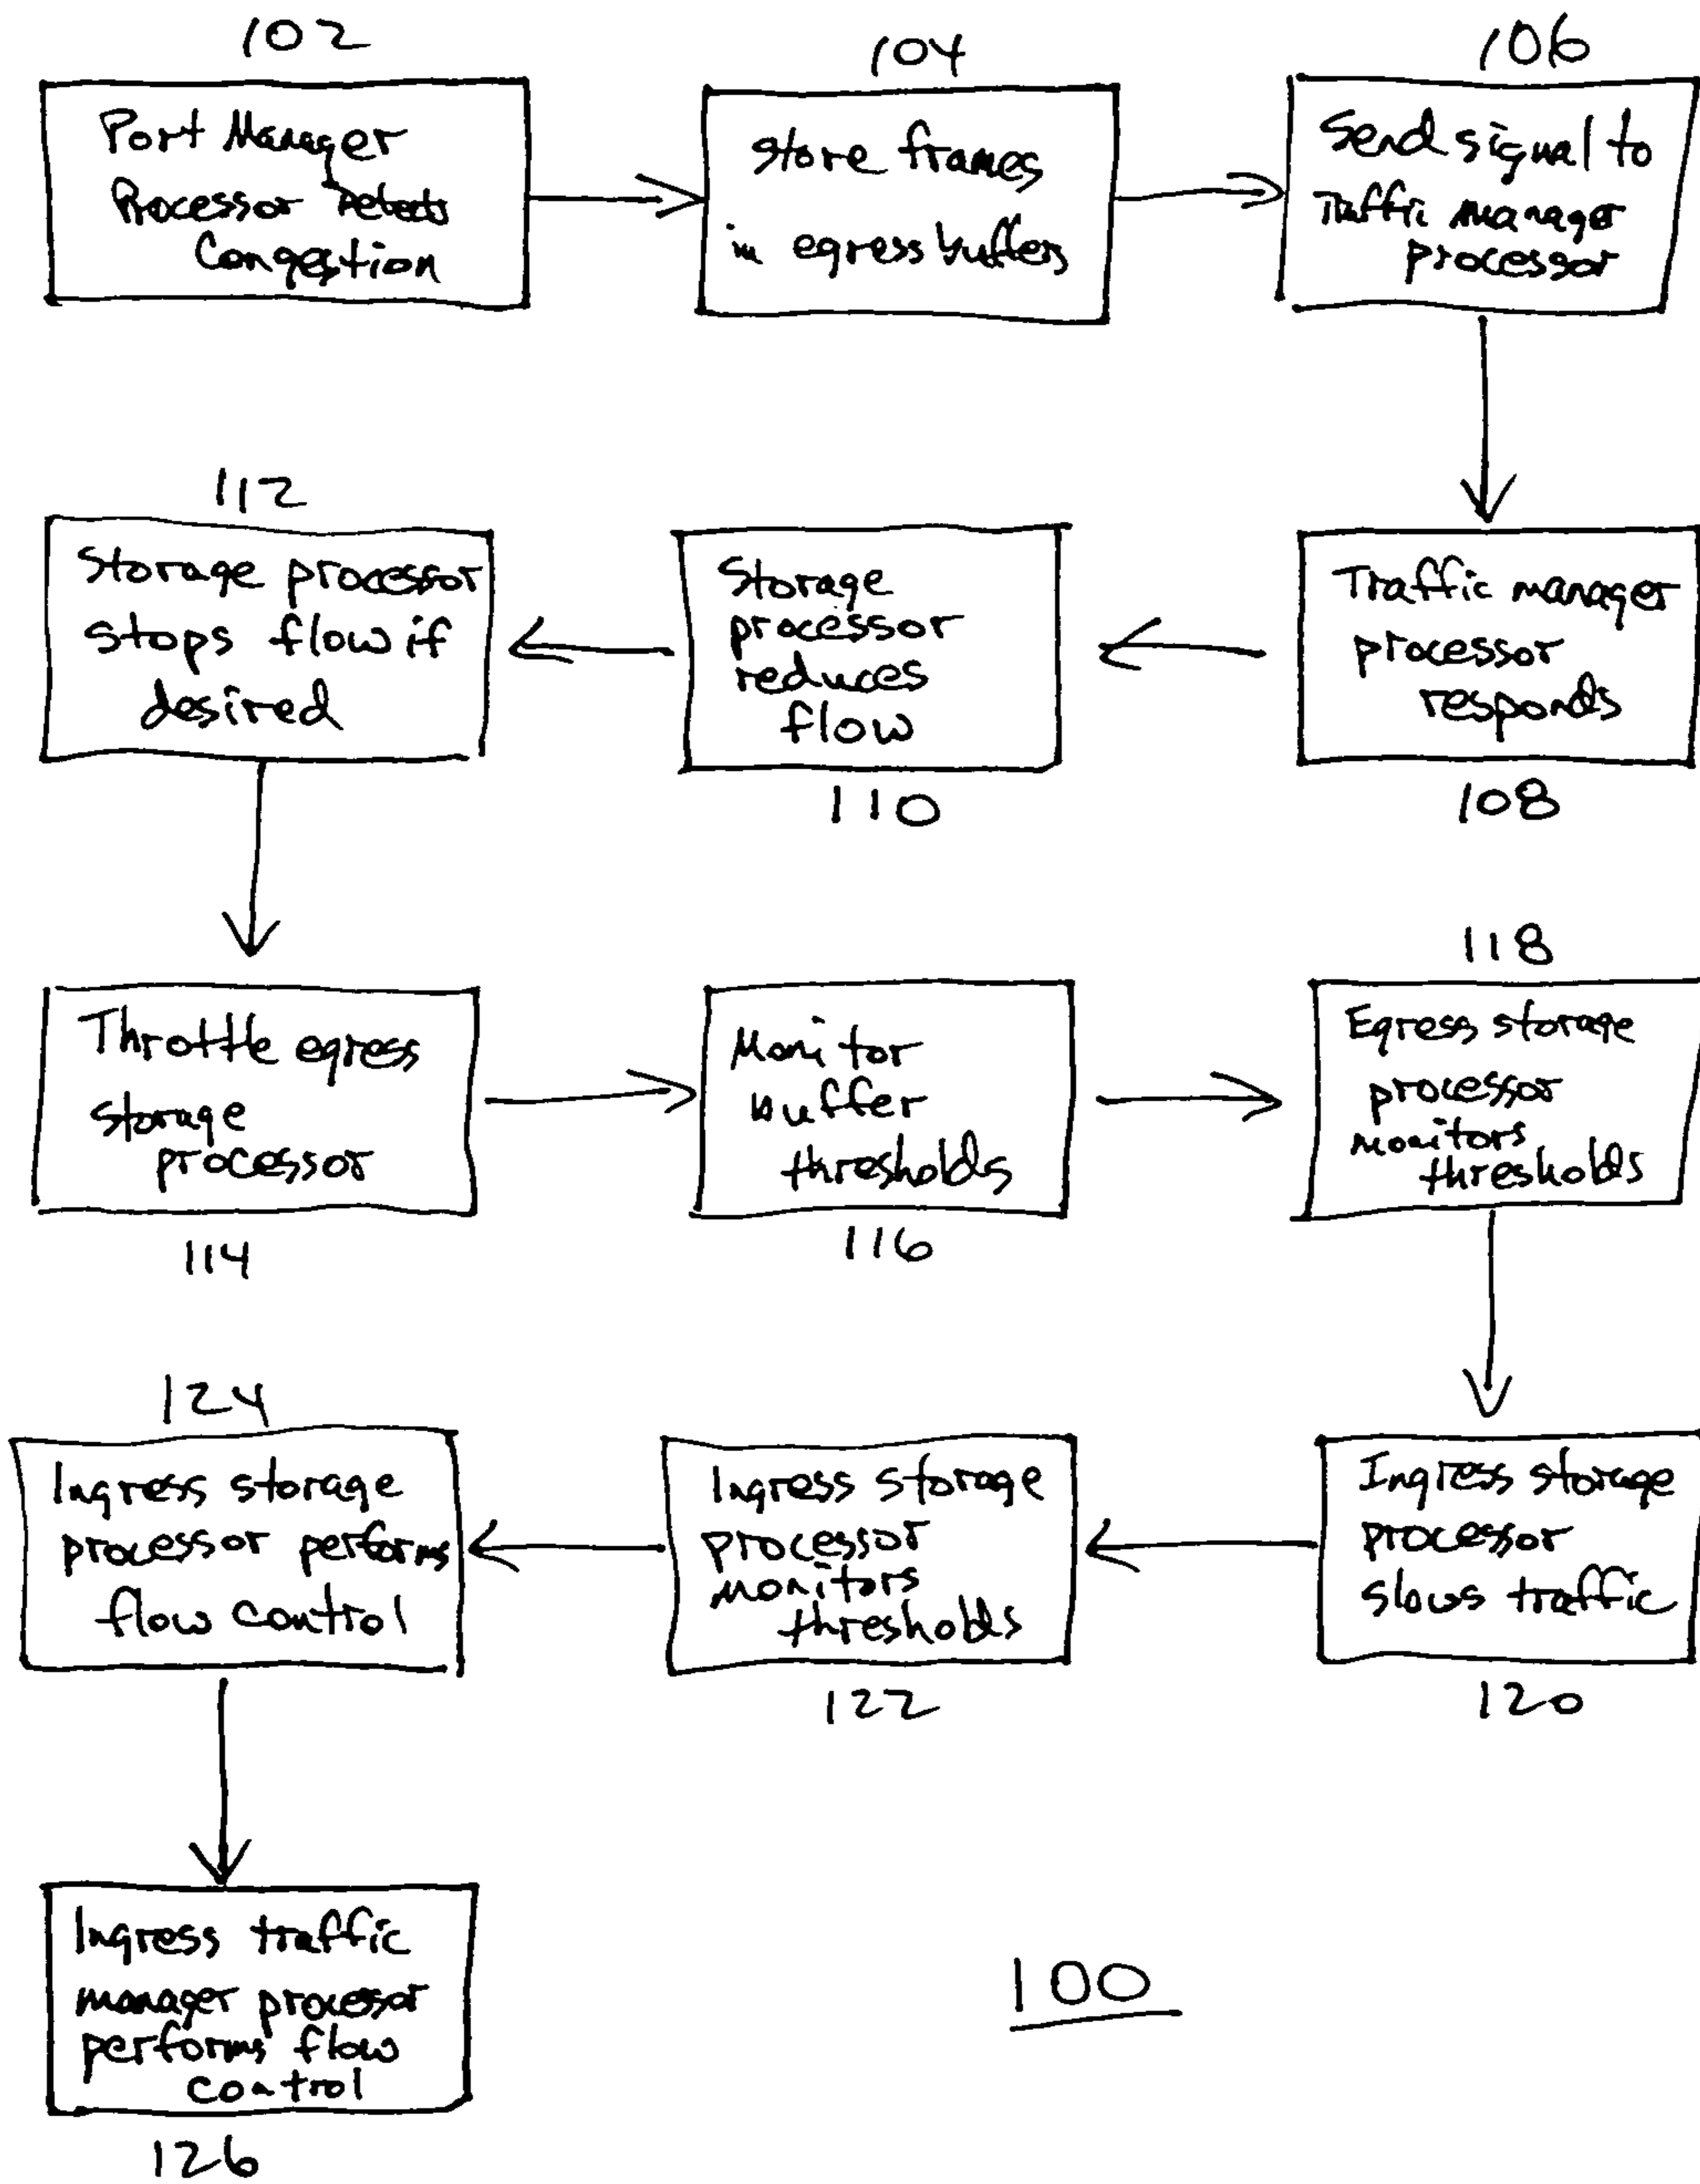 102
Port Manager
Processor Detects
Congestion
104
store frames
in egress buffers
106
Send signal to
Traffic manager
processor
112
Storage processor
stops flow if
desired
Storage
processor
reduces
flow
110
Traffic manager
processor
responds
108
Throttle egress
storage
processor
114
Monitor
buffer
thresholds
116
118
Egress storage
processor
monitors
thresholds
124
Ingress storage
processor performs
flow control
Ingress storage
processor
monitors
thresholds
122
Ingress storage
processor
slows traffic
120
Ingress traffic
manager processor
performs flow
control
126
100